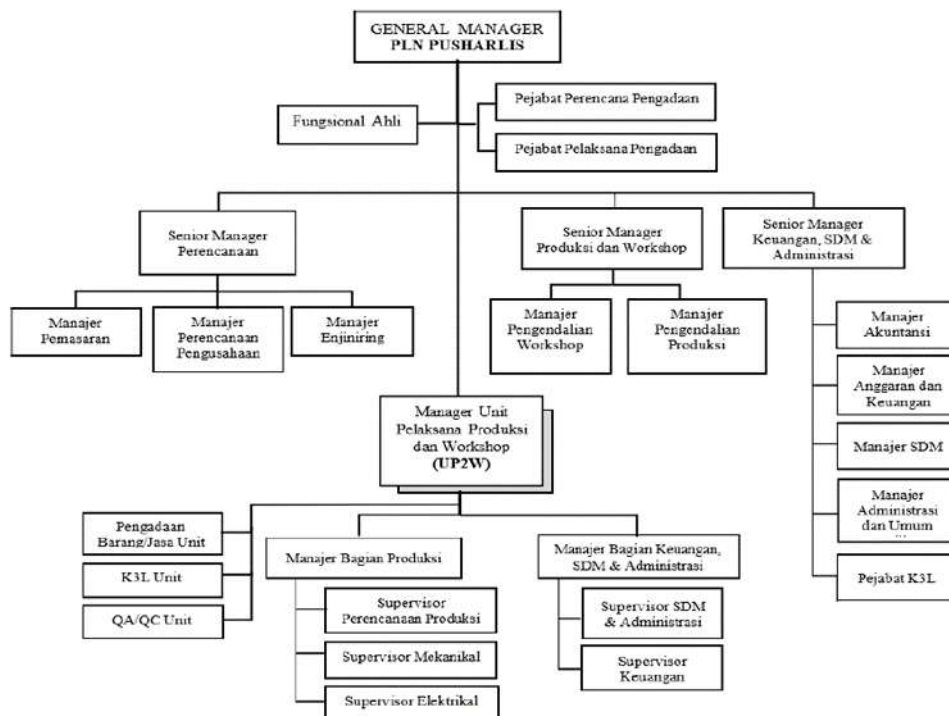 GENERAL MANAGER
PLN PUSHARLIS
Fungsional Ahli
Pejabat Perencana Pengadaan
Pejabat Pelaksana Pengadaan
Senior Manager
Perencanaan
Senior Manager
Produksi dan Workshop
Senior Manager
Keuangan, SDM &
Administrasi
Manajer
Pemasaran
Manajer
Perencanaan
Pengusahaan
Manajer
Enjiniring
Manajer
Pengendalian
Workshop
Manajer
Pengendalian
Produksi
Manajer
Akuntansi
Manajer
Anggaran dan
Keuangan
Manajer SDM
Manajer
Administrasi
dan Umum
Pejabat K3L
Manager Unit
Pelaksana Produksi
dan Workshop
(UP2W)
Pengadaan
Barang/Jasa Unit
K3L Unit
QA/QC Unit
Manajer Bagian Produksi
Supervisor
Perencanaan Produksi
Supervisor Mekanikal
Supervisor Elektrikal
Manajer Bagian Keuangan,
SDM & Administrasi
Supervisor SDM
& Administrasi
Supervisor
Keuangan